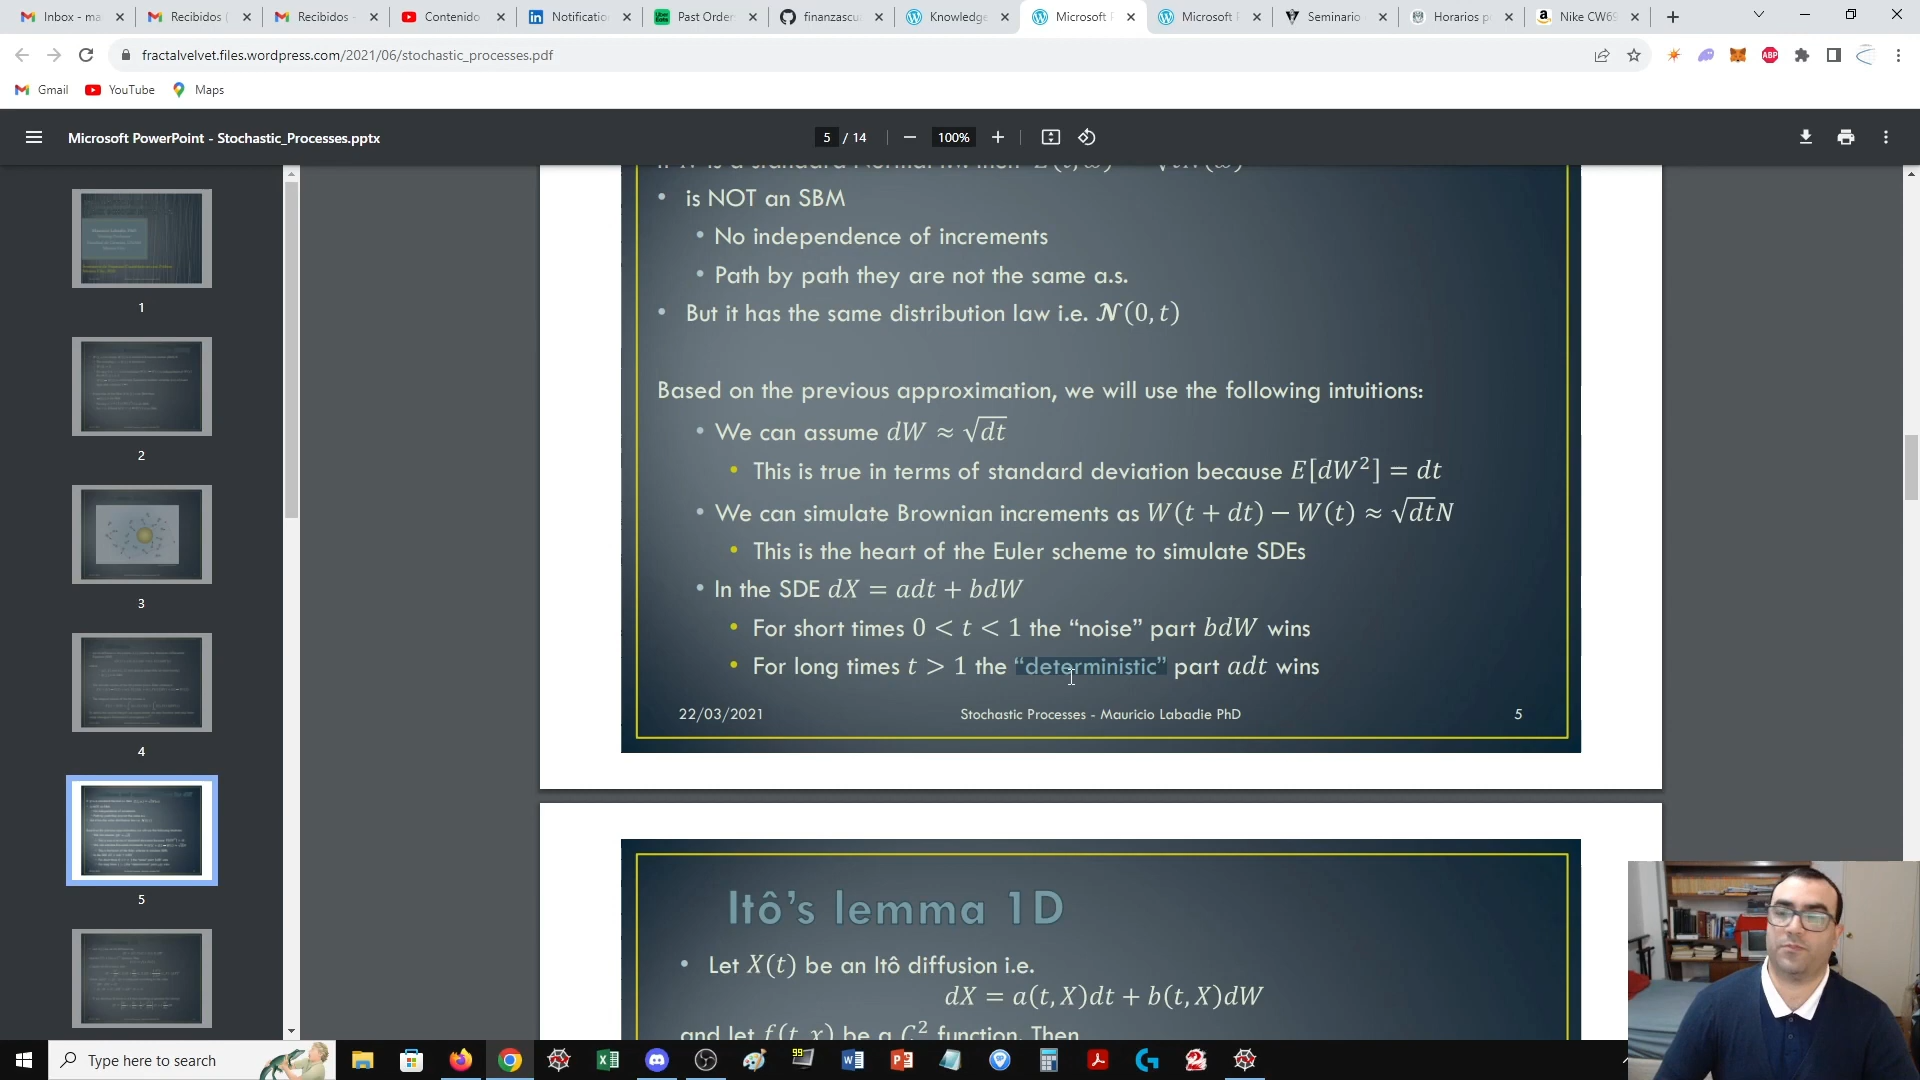 Inbox - ma
Recibidos (
Recibidos -
Contenido
Notificatio
Past Order
finanzascu
Knowledge
Microsoft P
Microsoft P
Seminario
Horarios p
Nike CW6
fractalvelvet.files.wordpress.com/2021/06/stochastic_processes.pdf
ABP
Gmail
YouTube
Maps
Microsoft PowerPoint - Stochastic_Processes.pptx
5 / 14
100%
1
2
3
4
5
• is NOT an SBM
• No independence of increments
• Path by path they are not the same a.s.
• But it has the same distribution law i.e. 𝓝(0, t)
Based on the previous approximation, we will use the following intuitions:
• We can assume dW ≈ √dt
• This is true in terms of standard deviation because E[dW²] = dt
• We can simulate Brownian increments as W(t + dt) − W(t) ≈ √dtN
• This is the heart of the Euler scheme to simulate SDEs
• In the SDE dX = adt + bdW
• For short times 0 < t < 1 the “noise” part bdW wins
• For long times t > 1 the “deterministic” part adt wins
22/03/2021
Stochastic Processes - Mauricio Labadie PhD
5
Itô’s lemma 1D
• Let X(t) be an Itô diffusion i.e.
dX = a(t, X)dt + b(t, X)dW
and let f(t, x) be a C² function. Then
Type here to search
99